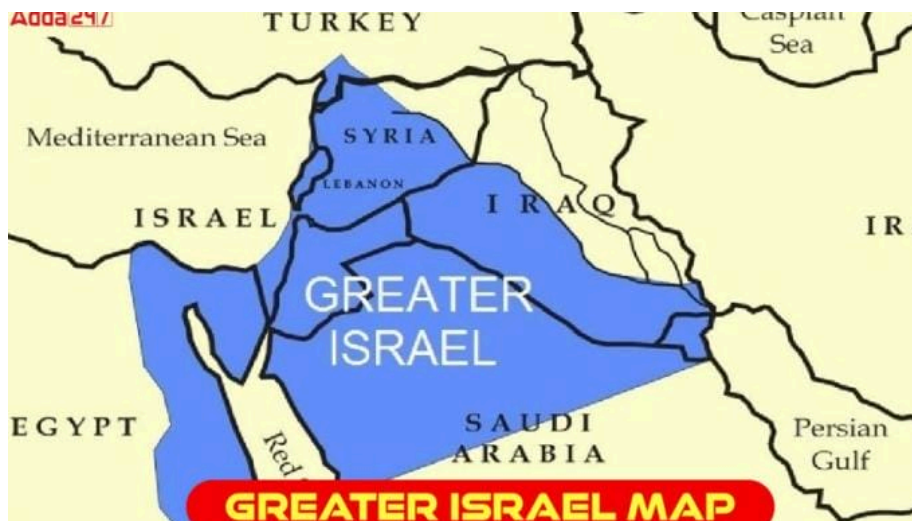 Adda247
TURKEY
Caspian
Sea
Mediterranean Sea
SYRIA
LEBANON
ISRAEL
IRAQ
IR
GREATER
ISRAEL
EGYPT
Red
SAUDI
ARABIA
Persian
Gulf
GREATER ISRAEL MAP